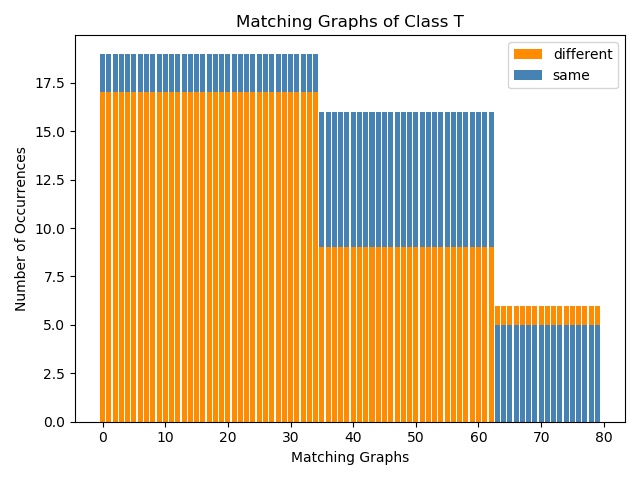 Matching Graphs of Class T
different
same
Number of Occurrences
17.5
15.0
12.5
10.0
7.5
5.0
2.5
0.0
0 10 20 30 40 50 60 70 80
Matching Graphs